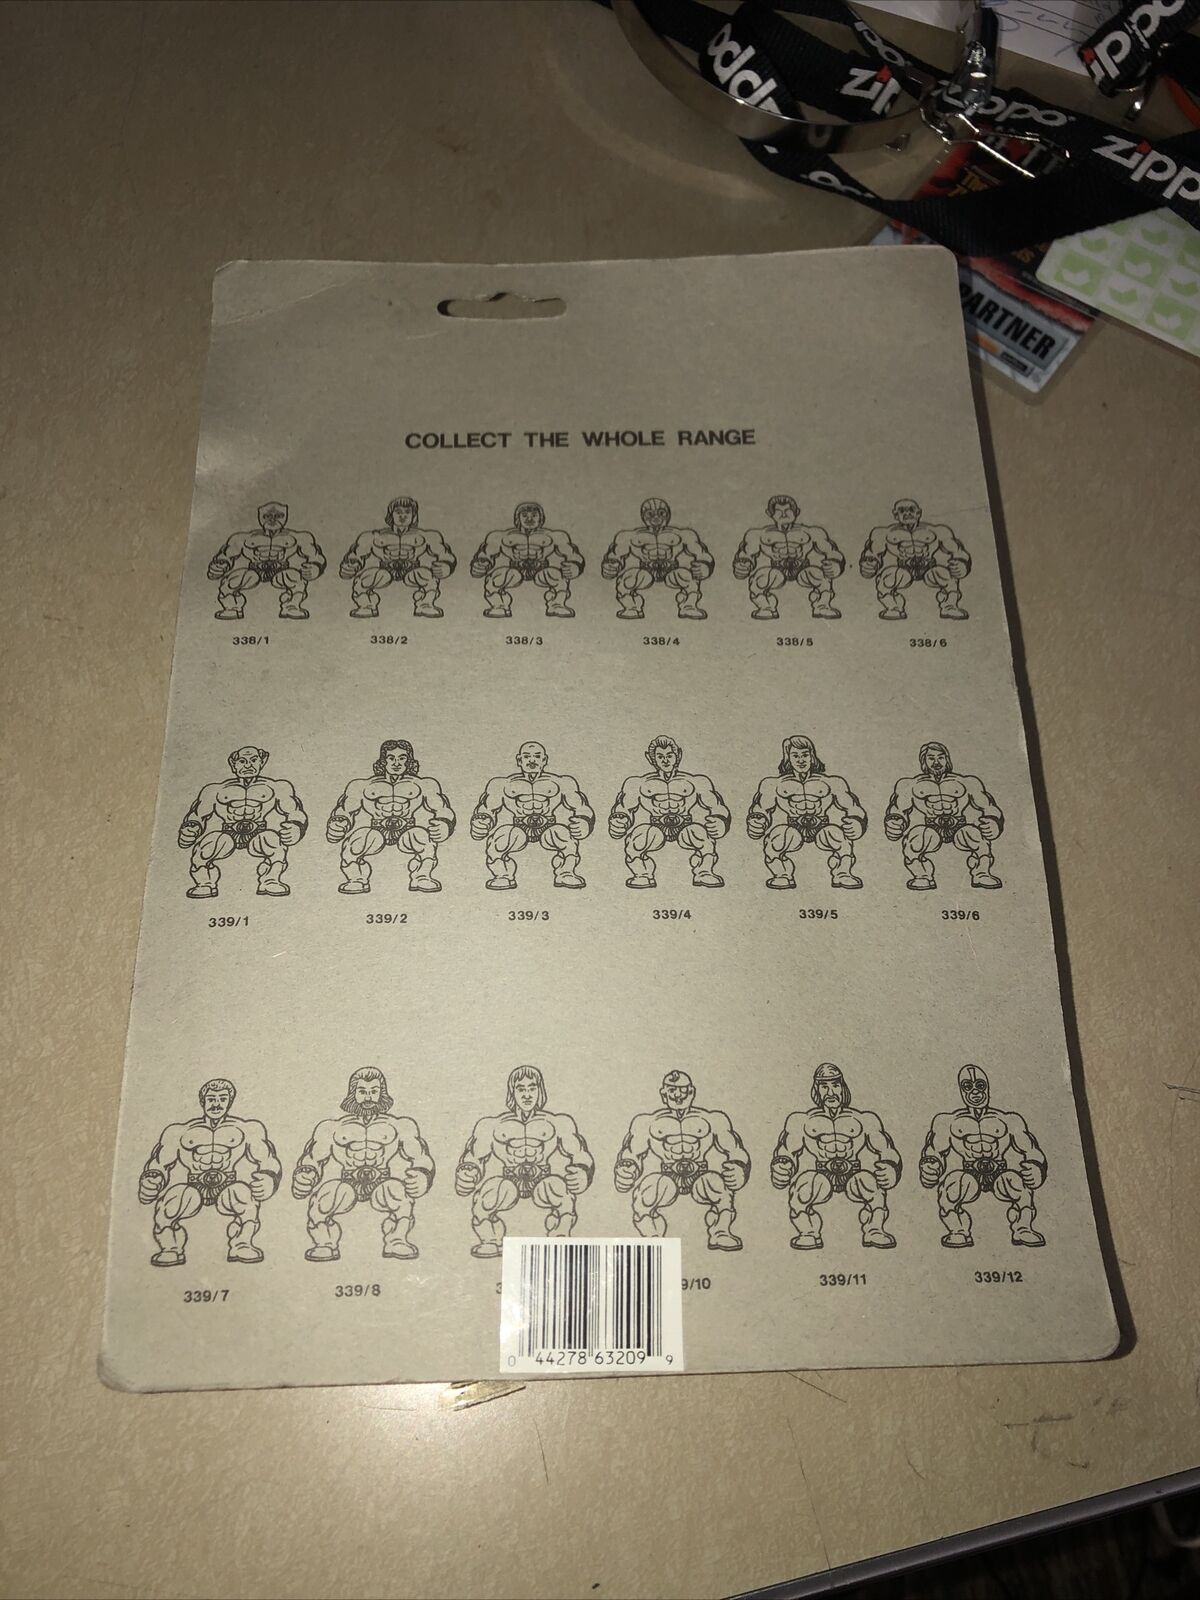 zippo
zippo
zippo
PARTNER
COLLECT THE WHOLE RANGE
338/1 338/2 338/3 338/4 338/5 338/6
339/1 339/2 339/3 339/4 339/5 339/6
339/7 339/8 9/10 339/11 339/12
0 44278 63209 9